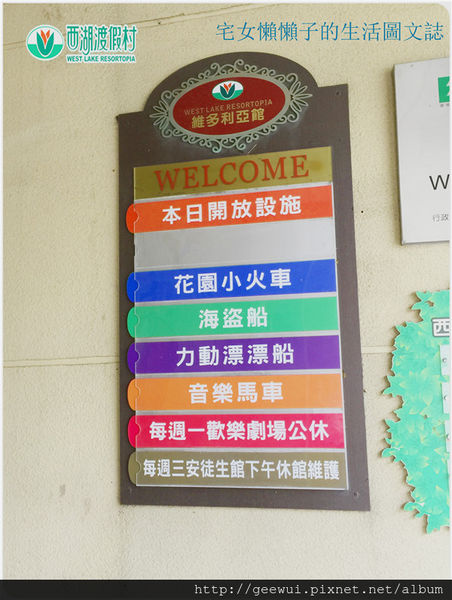 西湖渡假村
WEST LAKE RESORTOPIA
宅女懶懶子的生活圖文誌
WEST LAKE RESORTOPIA
維多利亞館
WELCOME
本日開放設施
花園小火車
海盜船
力動漂漂船
音樂馬車
每週一歡樂劇場公休
每週三安徒生館下午休館維護
W
行政
西
http://geewui.pixnet.net/album